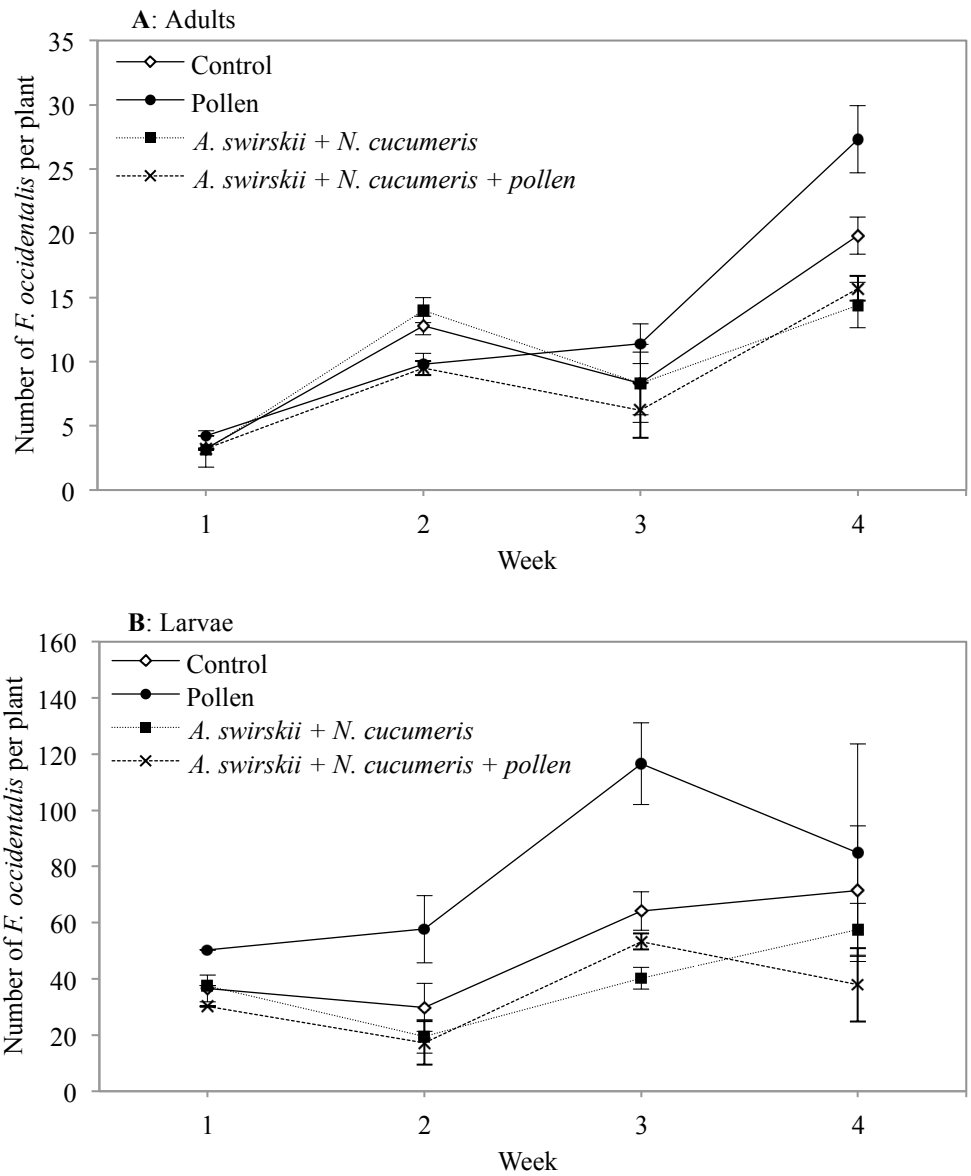 A: Adults
35
30
25
20
15
10
5
0
Number of F. occidentalis per plant
Control
Pollen
A. swirskii + N. cucumeris
A. swirskii + N. cucumeris + pollen
1 2 3 4
Week
B: Larvae
160
140
120
100
80
60
40
20
0
Number of F. occidentalis per plant
Control
Pollen
A. swirskii + N. cucumeris
A. swirskii + N. cucumeris + pollen
1 2 3 4
Week